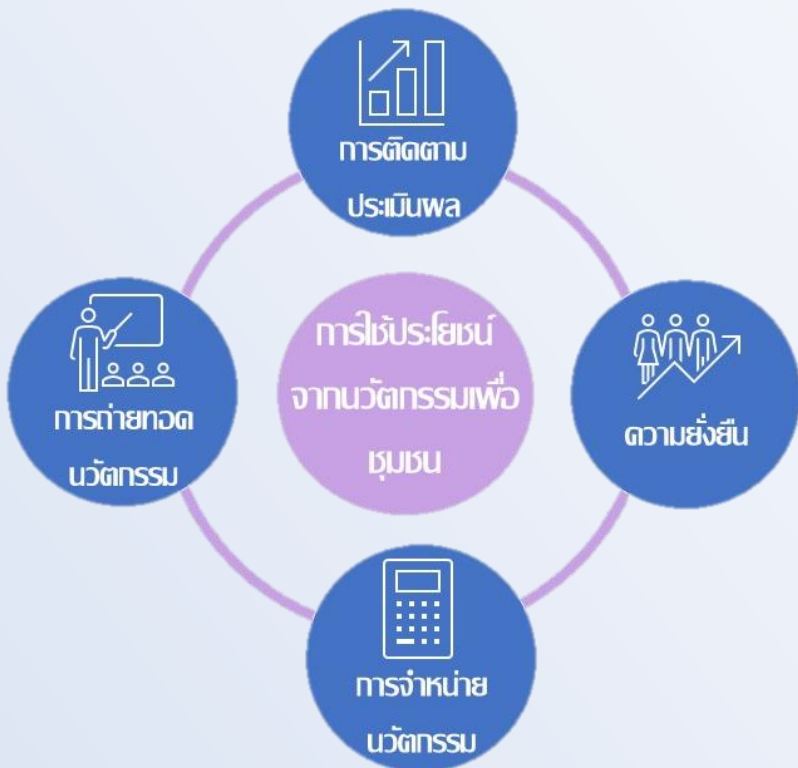 การติดตาม
ประเมินผล
การใช้ประโยชน์
จากนวัตกรรมเพื่อ
ชุมชน
การถ่ายทอด
นวัตกรรม
ความยั่งยืน
การจำหน่าย
นวัตกรรม